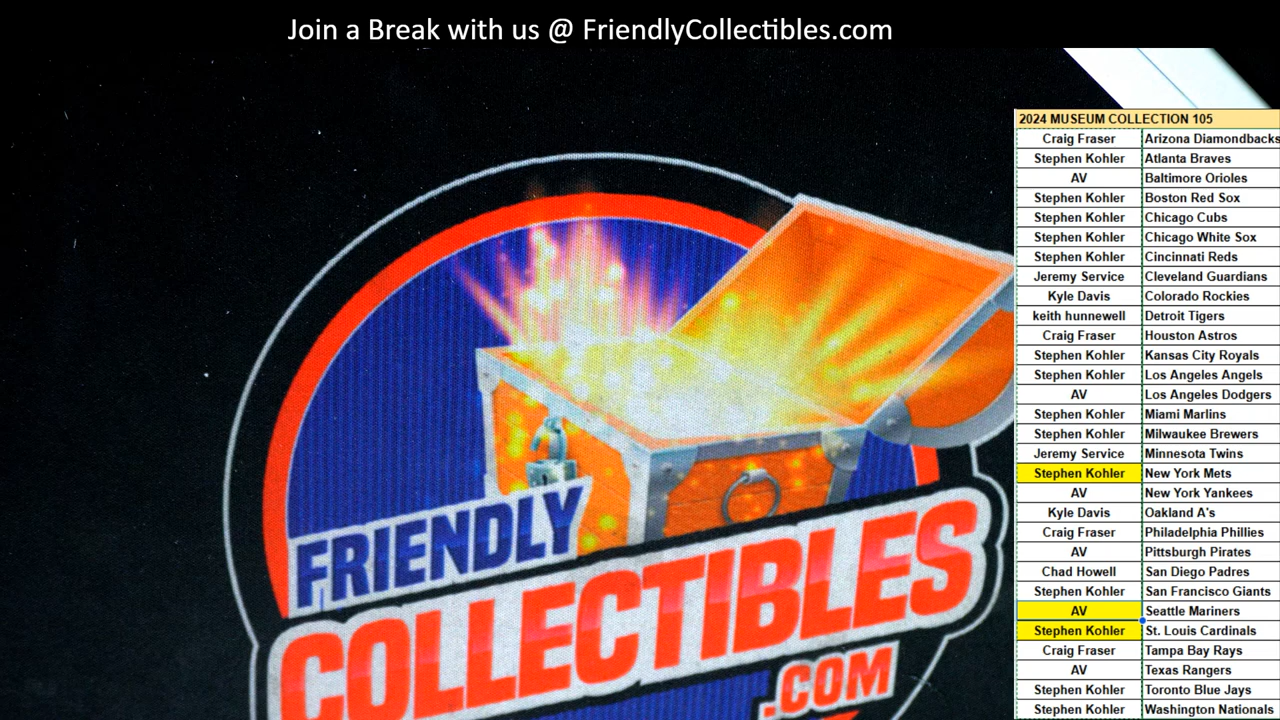 Join a Break with us @ FriendlyCollectibles.com
FRIENDLY
COLLECTIBLES
.COM
2024 MUSEUM COLLECTION 105
Craig Fraser Arizona Diamondbacks
Stephen Kohler Atlanta Braves
AV Baltimore Orioles
Stephen Kohler Boston Red Sox
Stephen Kohler Chicago Cubs
Stephen Kohler Chicago White Sox
Stephen Kohler Cincinnati Reds
Jeremy Service Cleveland Guardians
Kyle Davis Colorado Rockies
keith hunnewell Detroit Tigers
Craig Fraser Houston Astros
Stephen Kohler Kansas City Royals
Stephen Kohler Los Angeles Angels
AV Los Angeles Dodgers
Stephen Kohler Miami Marlins
Stephen Kohler Milwaukee Brewers
Jeremy Service Minnesota Twins
Stephen Kohler New York Mets
AV New York Yankees
Kyle Davis Oakland A's
Craig Fraser Philadelphia Phillies
AV Pittsburgh Pirates
Chad Howell San Diego Padres
Stephen Kohler San Francisco Giants
AV Seattle Mariners
Stephen Kohler St. Louis Cardinals
Craig Fraser Tampa Bay Rays
AV Texas Rangers
Stephen Kohler Toronto Blue Jays
Stephen Kohler Washington Nationals